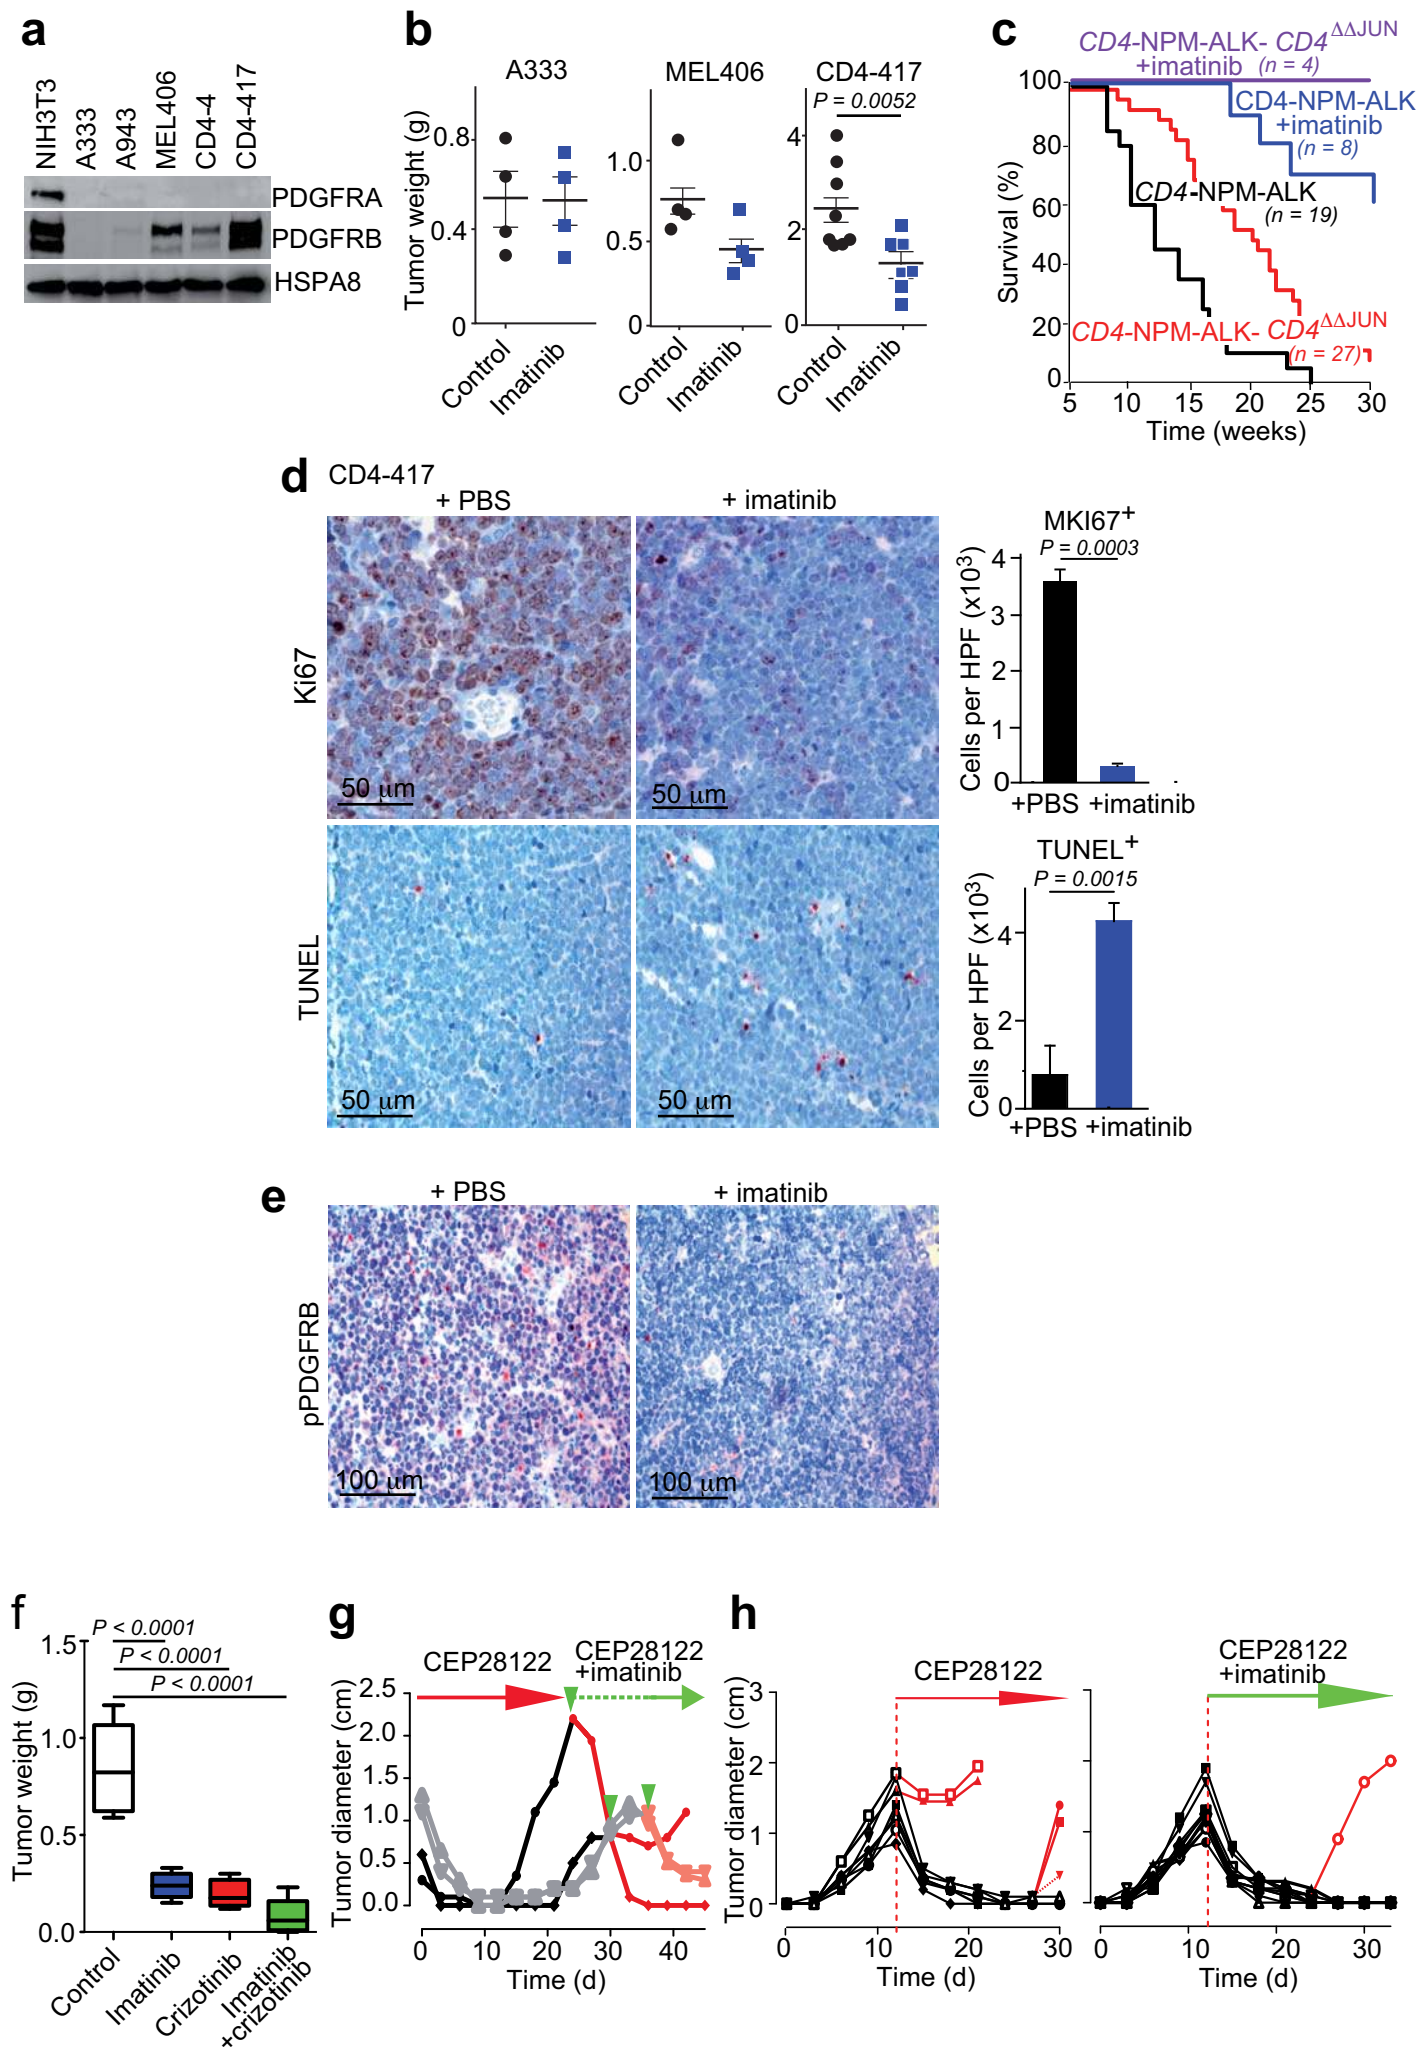 a
NIH3T3
A333
A943
MEL406
CD4-4
CD4-417
PDGFRA
PDGFRB
HSPA8
b
A333
MEL406
CD4-417
P = 0.0052
Tumor weight (g)
0.8
0.4
0
1.0
0.5
0
4
2
0
Control
Imatinib
Control
Imatinib
Control
Imatinib
c
CD4-NPM-ALK- CD4ΔΔJUN
+imatinib (n = 4)
CD4-NPM-ALK
+imatinib
(n = 8)
CD4-NPM-ALK
(n = 19)
CD4-NPM-ALK- CD4ΔΔJUN
(n = 27)
Survival (%)
100
80
60
40
20
0
5 10 15 20 25 30
Time (weeks)
d
CD4-417
+ PBS
+ imatinib
Ki67
50 μm
50 μm
MKI67+
P = 0.0003
Cells per HPF (x10³)
4
3
2
1
0
+PBS +imatinib
TUNEL
50 μm
50 μm
TUNEL+
P = 0.0015
Cells per HPF (x10³)
4
2
0
+PBS +imatinib
e
+ PBS
+ imatinib
pPDGFRB
100 μm
100 μm
f
P < 0.0001
P < 0.0001
P < 0.0001
Tumor weight (g)
1.5
1.0
0.5
0.0
Control
Imatinib
Crizotinib
Imatinib
+crizotinib
g
CEP28122
CEP28122
+imatinib
Tumor diameter (cm)
2.5
2.0
1.5
1.0
0.5
0.0
0 10 20 30 40
Time (d)
h
CEP28122
Tumor diameter (cm)
3
2
1
0
0 10 20 30
Time (d)
CEP28122
+imatinib
0 10 20 30
Time (d)